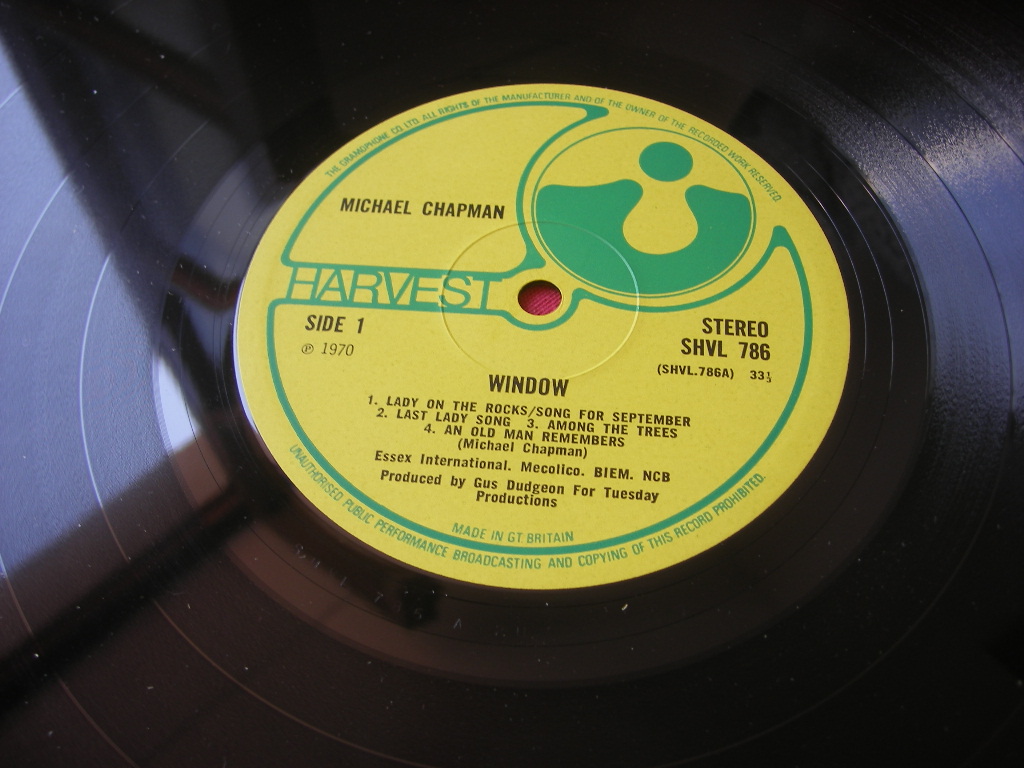 THE GRAMOPHONE CO. LTD. ALL RIGHTS OF THE MANUFACTURER AND OF THE OWNER OF THE RECORDED WORK RESERVED
MICHAEL CHAPMAN
HARVEST
SIDE 1
℗ 1970
STEREO
SHVL 786
(SHVL.786A) 33⅓
WINDOW
1. LADY ON THE ROCKS/SONG FOR SEPTEMBER
2. LAST LADY SONG 3. AMONG THE TREES
4. AN OLD MAN REMEMBERS
(Michael Chapman)
Essex International. Mecolico. BIEM. NCB
Produced by Gus Dudgeon For Tuesday
Productions
MADE IN GT BRITAIN
UNAUTHORISED PUBLIC PERFORMANCE BROADCASTING AND COPYING OF THIS RECORD PROHIBITED.